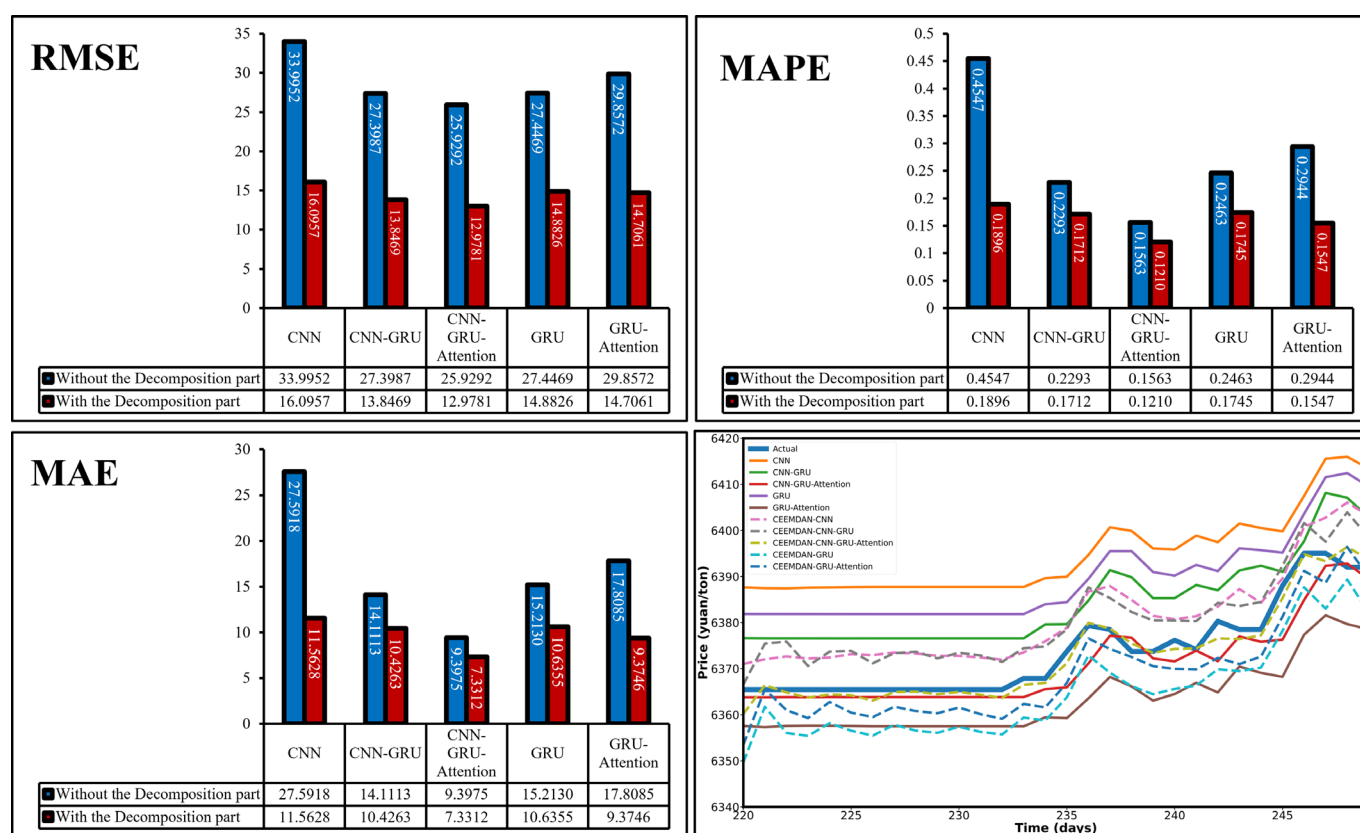 RMSE
35
30
25
20
15
10
5
0
33.9952
16.0957
27.3987
13.8469
25.9292
12.9781
27.4469
14.8826
29.8572
14.7061
CNN
CNN-GRU
CNN-
GRU-
Attention
GRU
GRU-
Attention
Without the Decomposition part 33.9952 27.3987 25.9292 27.4469 29.8572
With the Decomposition part 16.0957 13.8469 12.9781 14.8826 14.7061
MAPE
0.5
0.45
0.4
0.35
0.3
0.25
0.2
0.15
0.1
0.05
0
0.4547
0.1896
0.2293
0.1712
0.1563
0.1210
0.2463
0.1745
0.2944
0.1547
CNN
CNN-GRU
CNN-
GRU-
Attention
GRU
GRU-
Attention
Without the Decomposition part 0.4547 0.2293 0.1563 0.2463 0.2944
With the Decomposition part 0.1896 0.1712 0.1210 0.1745 0.1547
MAE
30
25
20
15
10
5
0
27.5918
11.5628
14.1113
10.4263
9.3975
7.3312
15.2130
10.6355
17.8085
9.3746
CNN
CNN-GRU
CNN-
GRU-
Attention
GRU
GRU-
Attention
Without the Decomposition part 27.5918 14.1113 9.3975 15.2130 17.8085
With the Decomposition part 11.5628 10.4263 7.3312 10.6355 9.3746
6420
6410
6400
6390
6380
6370
6360
6350
6340
Price (yuan/ton)
Actual
CNN
CNN-GRU
CNN-GRU-Attention
GRU
GRU-Attention
CEEMDAN-CNN
CEEMDAN-CNN-GRU
CEEMDAN-CNN-GRU-Attention
CEEMDAN-GRU
CEEMDAN-GRU-Attention
220 225 230 235 240 245
Time (days)